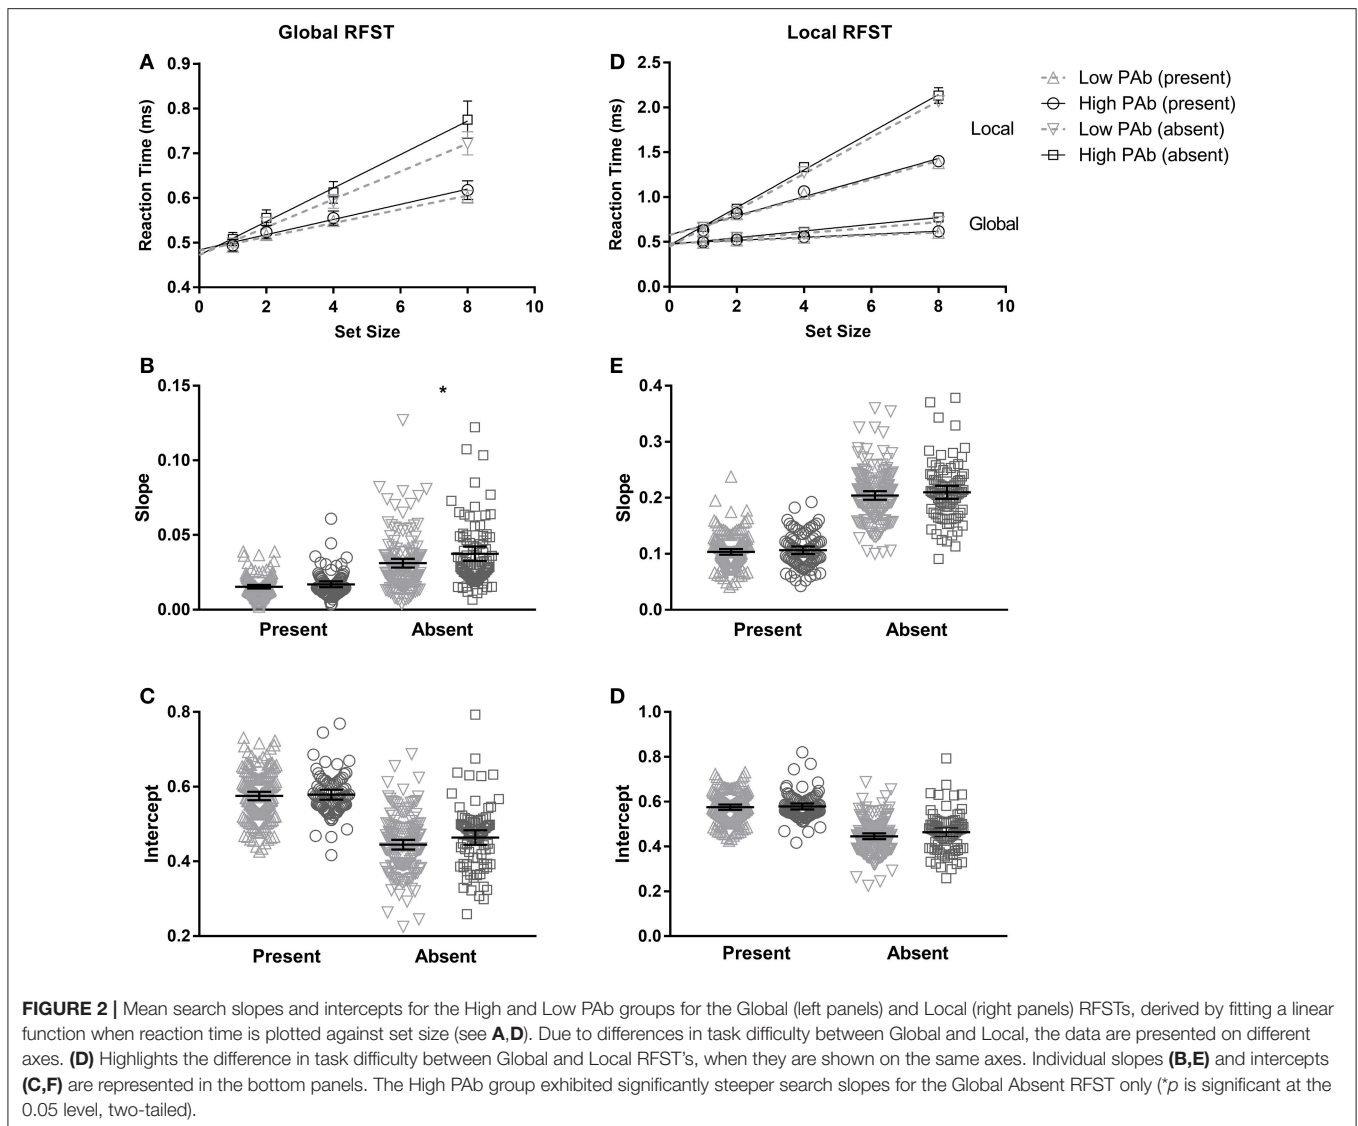 Global RFST
Local RFST
A
0.9
0.8
0.7
0.6
0.5
0.4
Reaction Time (ms)
0 2 4 6 8 10
Set Size
D
2.5
2.0
1.5
1.0
0.5
0.0
Reaction Time (ms)
0 2 4 6 8 10
Set Size
Local
Global
Low PAb (present)
High PAb (present)
Low PAb (absent)
High PAb (absent)
B
0.15
0.10
0.05
0.00
Slope
*
Present Absent
E
0.4
0.3
0.2
0.1
0.0
Slope
Present Absent
C
0.8
0.6
0.4
0.2
Intercept
Present Absent
D
1.0
0.8
0.6
0.4
0.2
0.0
Intercept
Present Absent
FIGURE 2 | Mean search slopes and intercepts for the High and Low PAb groups for the Global (left panels) and Local (right panels) RFSTs, derived by fitting a linear
function when reaction time is plotted against set size (see A,D). Due to differences in task difficulty between Global and Local, the data are presented on different
axes. (D) Highlights the difference in task difficulty between Global and Local RFST's, when they are shown on the same axes. Individual slopes (B,E) and intercepts
(C,F) are represented in the bottom panels. The High PAb group exhibited significantly steeper search slopes for the Global Absent RFST only (*p is significant at the
0.05 level, two-tailed).